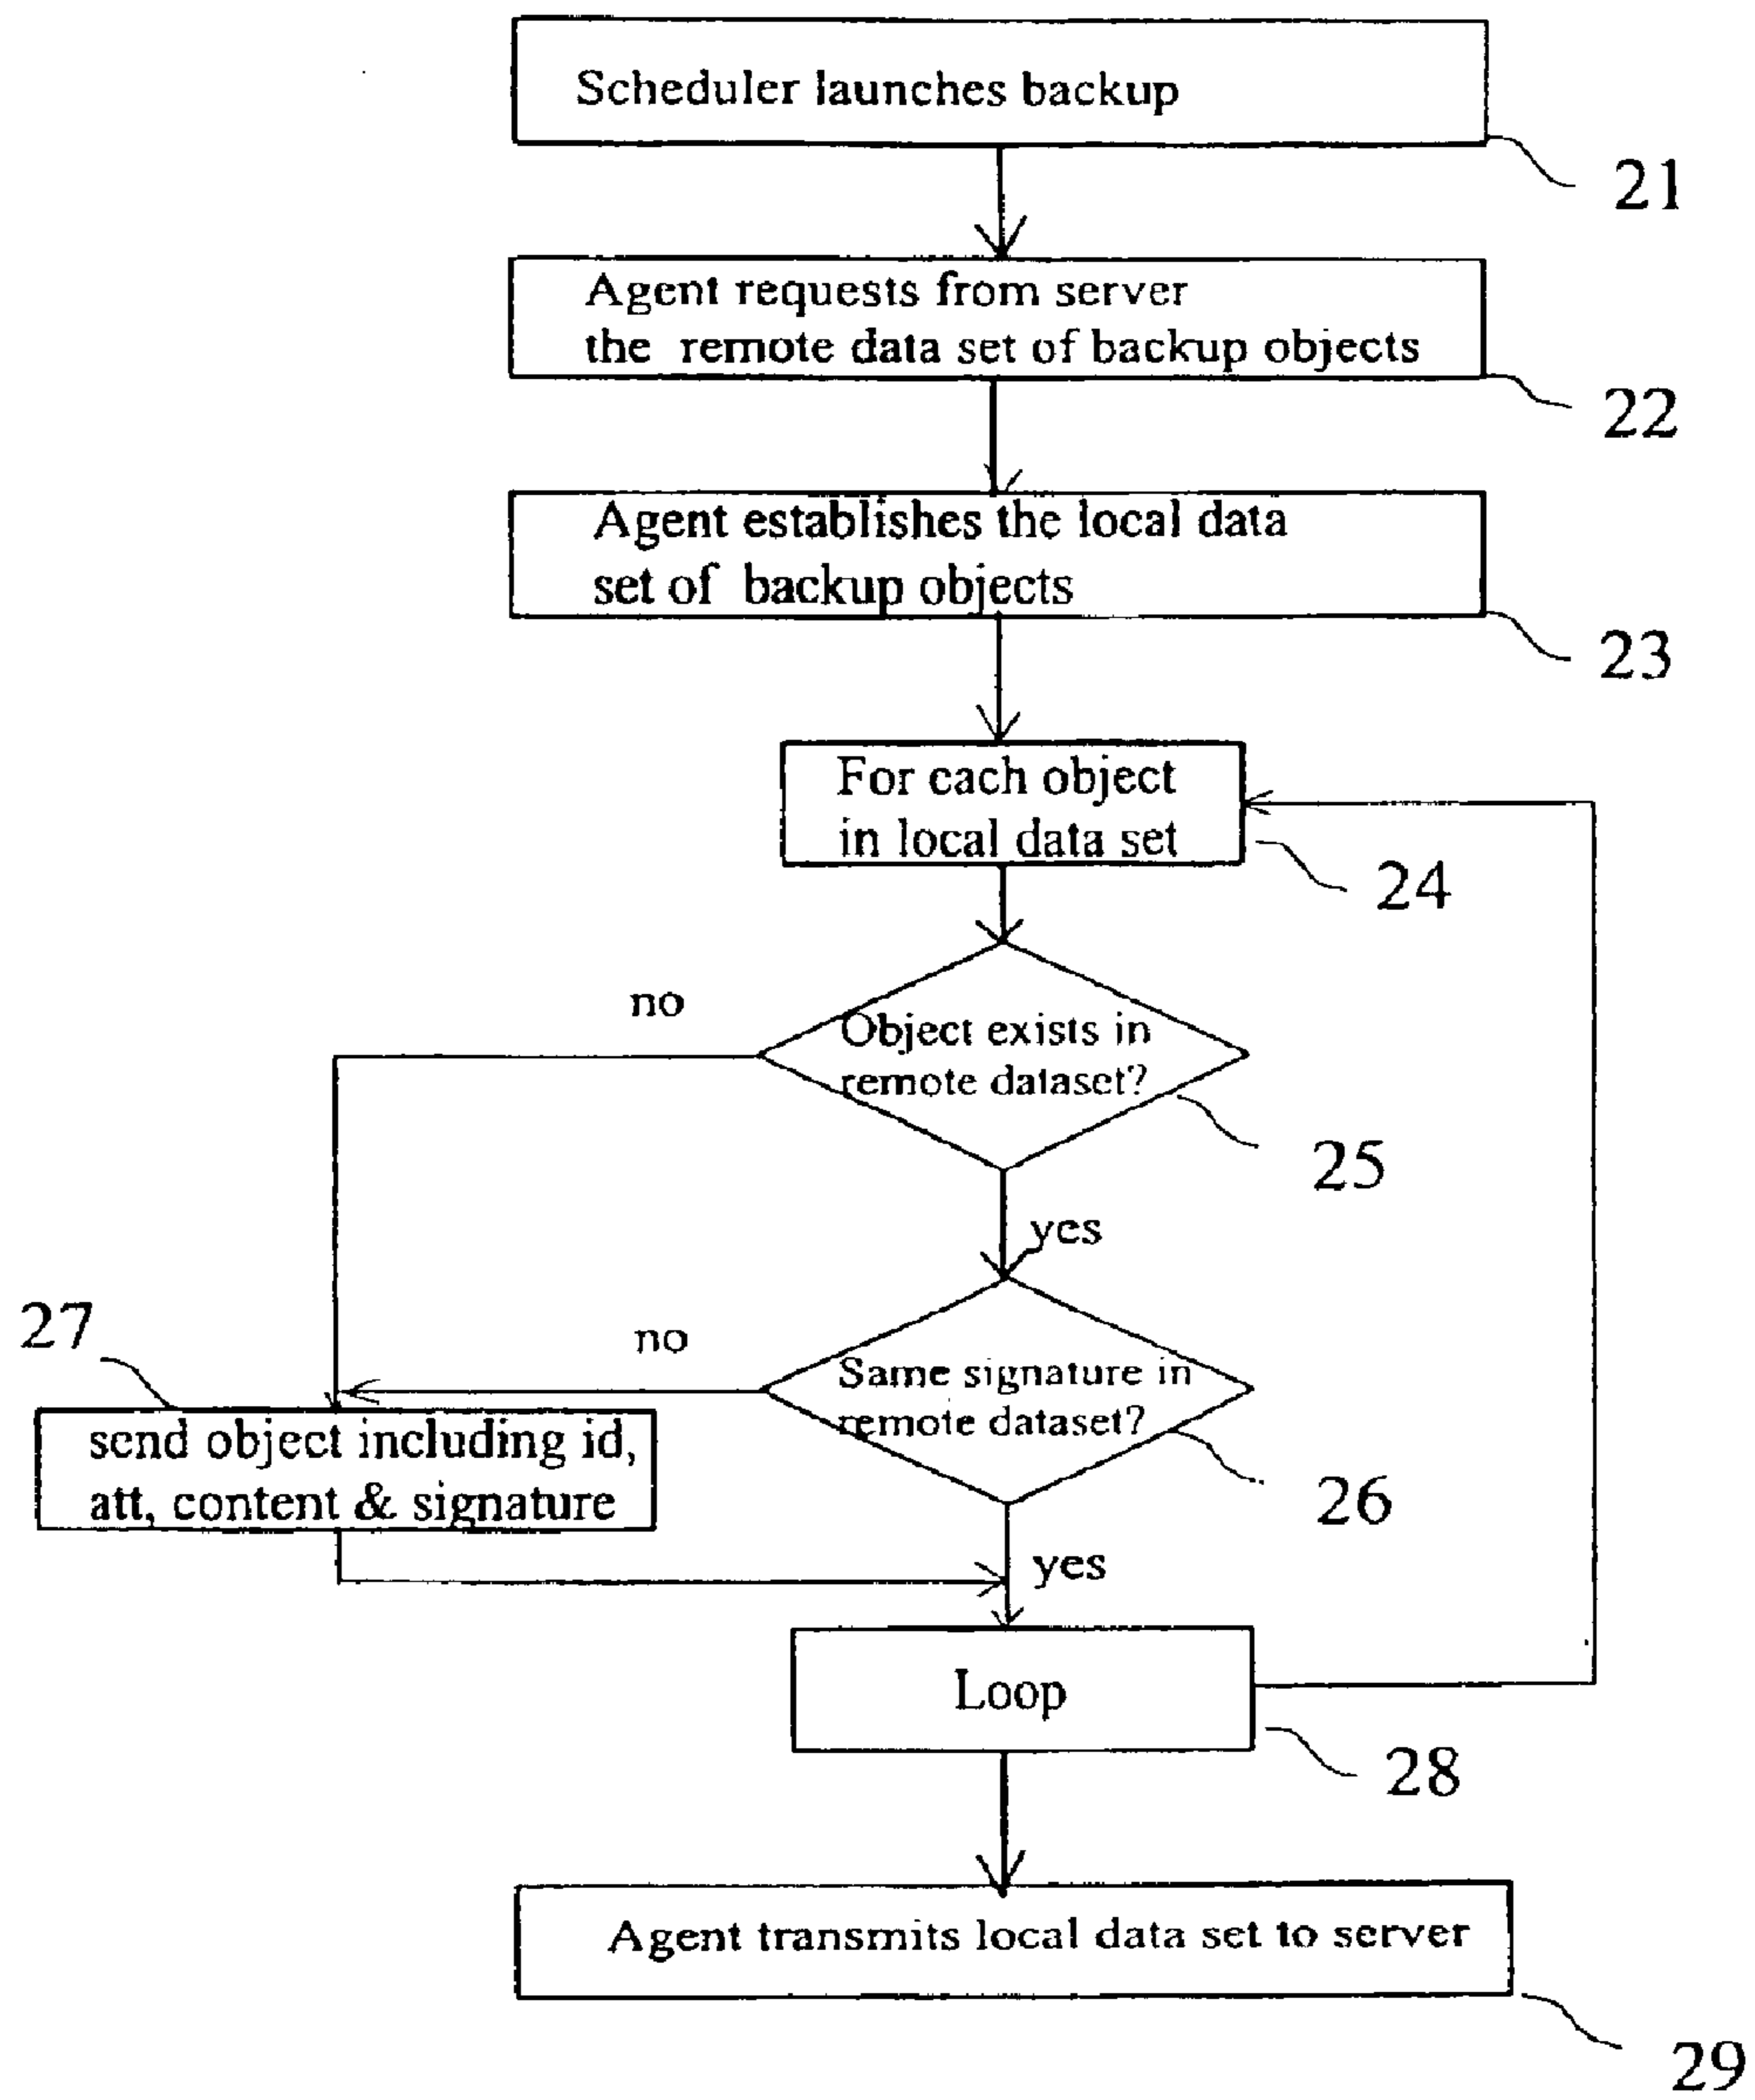 Scheduler launches backup
21
Agent requests from server
the remote data set of backup objects
22
Agent establishes the local data
set of backup objects
23
For each object
in local data set
24
no
Object exists in
remote dataset?
25
yes
27
no
Same signature in
remote dataset?
send object including id,
att, content & signature
26
yes
Loop
28
Agent transmits local data set to server
29